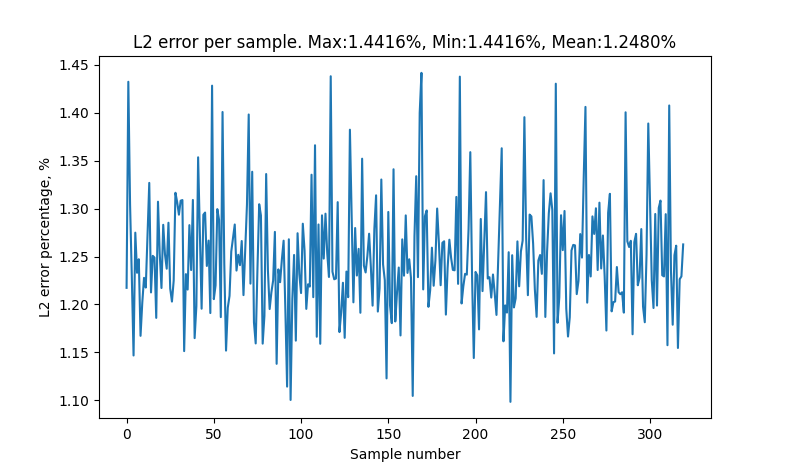 L2 error per sample. Max:1.4416%, Min:1.4416%, Mean:1.2480%
1.45
1.40
1.35
1.30
1.25
1.20
1.15
1.10
L2 error percentage, %
0 50 100 150 200 250 300
Sample number